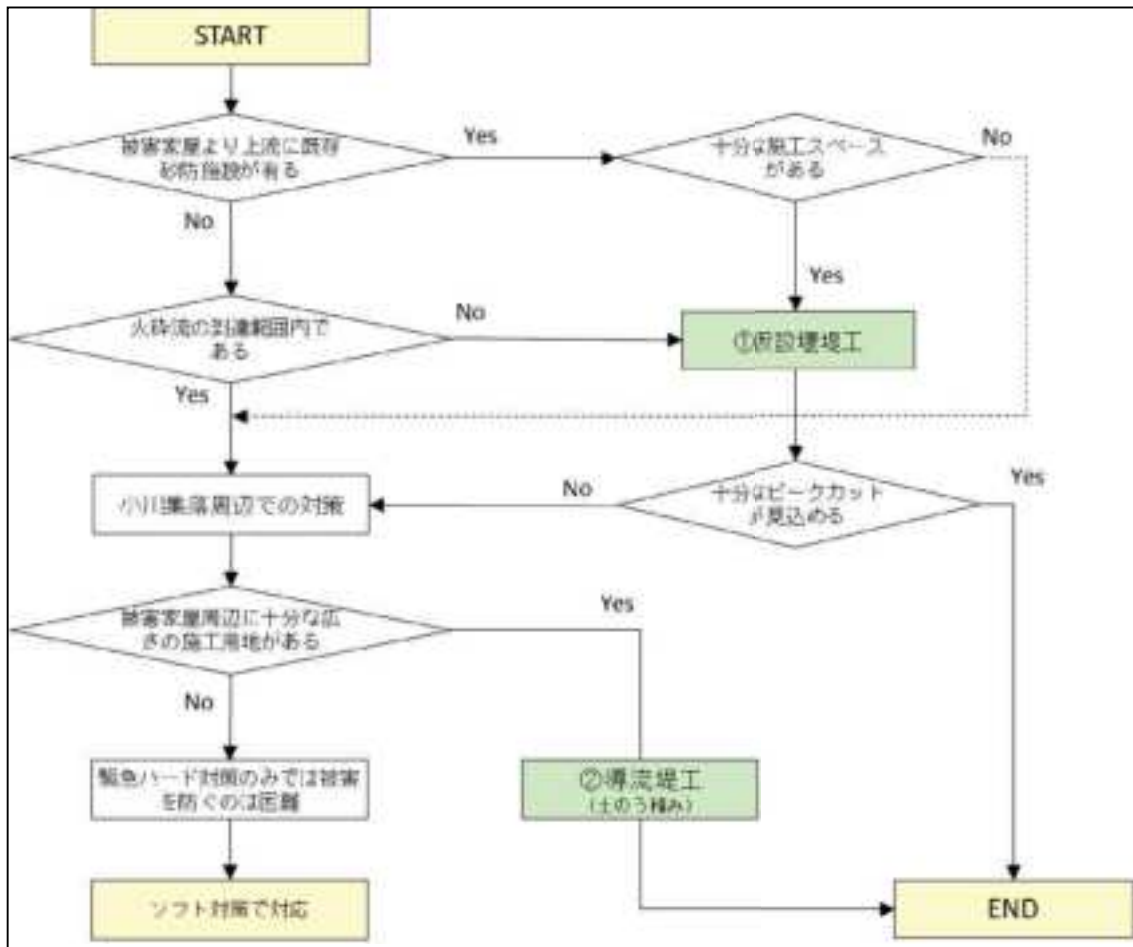 START
被害家屋より上流に既存
砂防施設が有る
Yes
十分な施工スペース
がある
No
No
Yes
火砕流の到達範囲内で
ある
No
①仮設堰堤工
Yes
小川集落周辺での対策
No
十分なピークカット
が見込める
Yes
被害家屋周辺に十分な広
さの施工用地がある
Yes
No
緊急ハード対策のみでは被害
を防ぐのは困難
②導流堤工
（土のう積み）
ソフト対策で対応
END